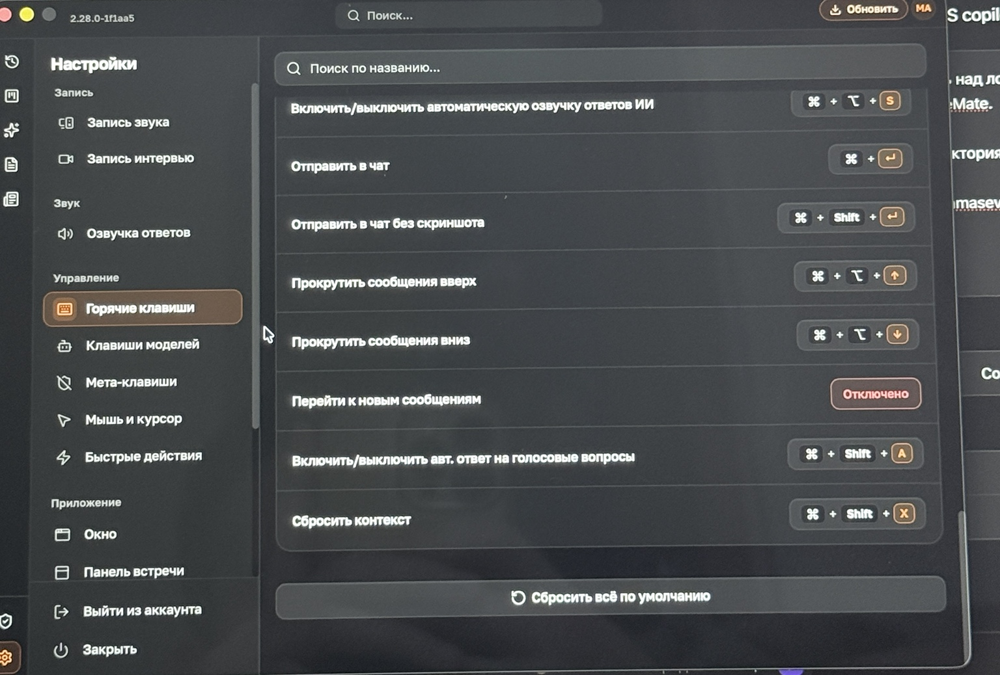 2.28.0-1f1aa5
Поиск...
Обновить
MA
S copil
Настройки
Запись
Запись звука
Запись интервью
Звук
Озвучка ответов
Управление
Горячие клавиши
Клавиши моделей
Мета-клавиши
Мышь и курсор
Быстрые действия
Приложение
Окно
Панель встречи
Выйти из аккаунта
Закрыть
Поиск по названию...
Включить/выключить автоматическую озвучку ответов ИИ
⌘ + ⌥ + S
Отправить в чат
⌘ + ↵
Отправить в чат без скриншота
⌘ + Shift + ↵
Прокрутить сообщения вверх
⌘ + ⌥ + ↑
Прокрутить сообщения вниз
⌘ + ⌥ + ↓
Перейти к новым сообщениям
Отключено
Включить/выключить авт. ответ на голосовые вопросы
⌘ + Shift + A
Сбросить контекст
⌘ + Shift + X
Сбросить всё по умолчанию
над ло
eMate.
ктория
masev
Co